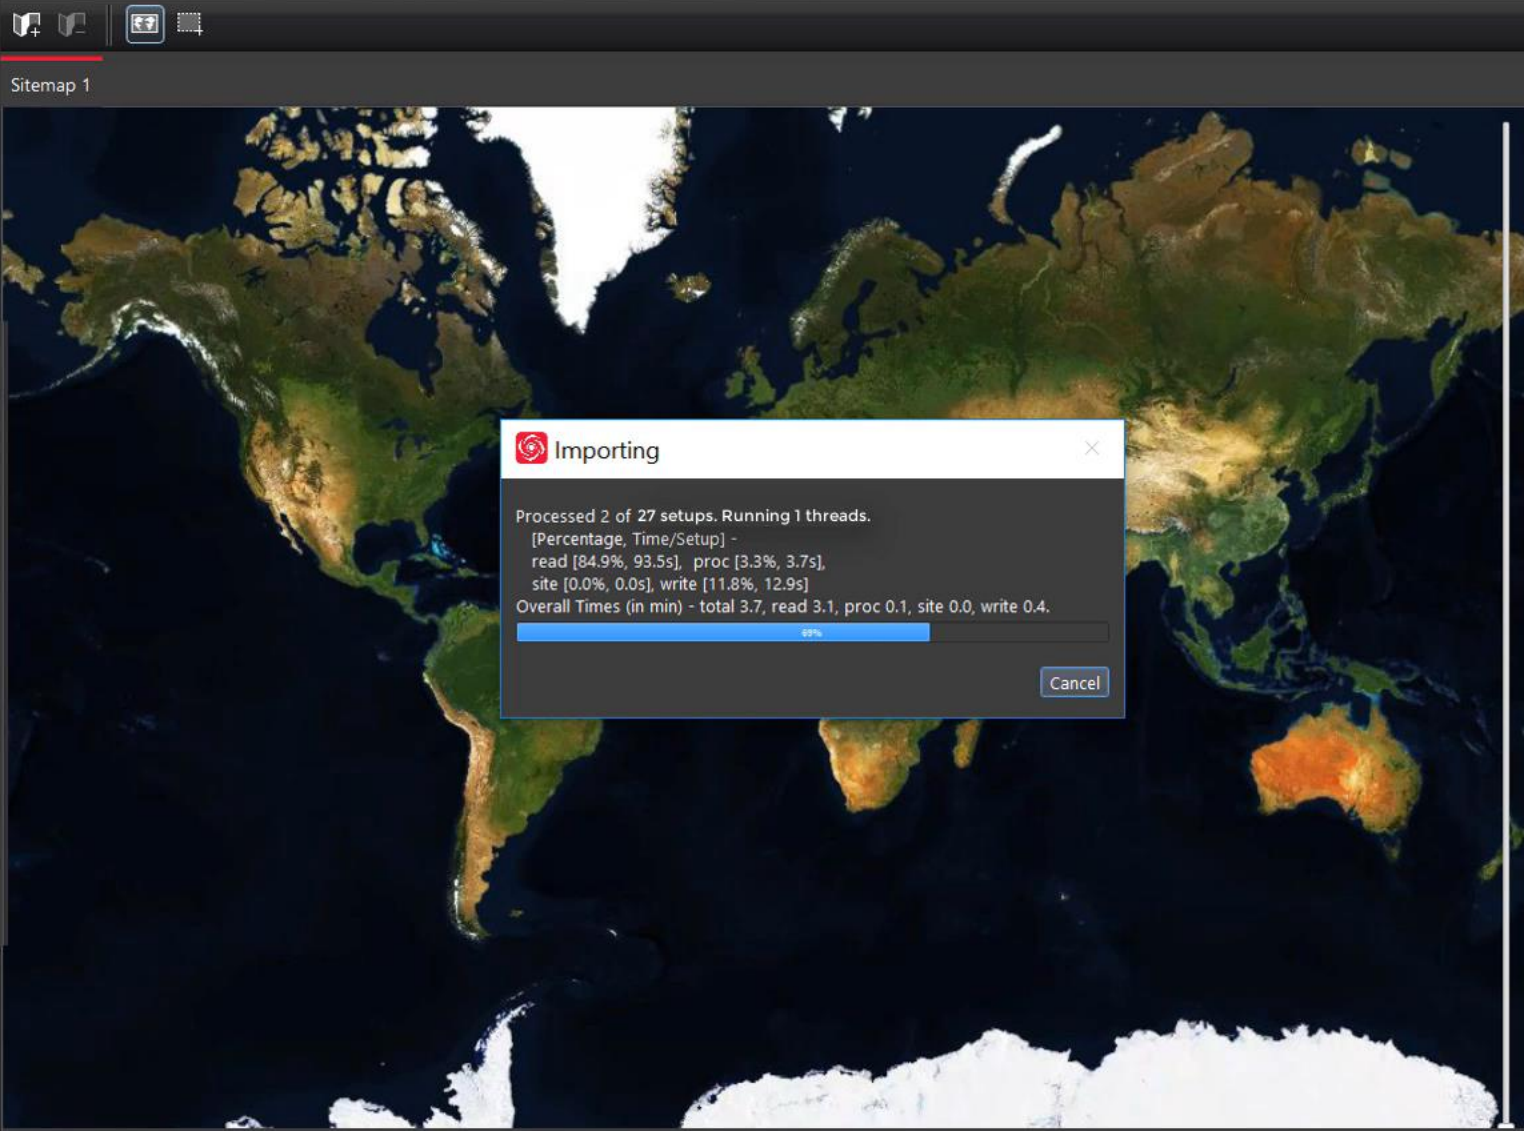 Sitemap 1
Importing
Processed 2 of 27 setups. Running 1 threads.
[Percentage, Time/Setup] -
read [84.9%, 93.5s], proc [3.3%, 3.7s],
site [0.0%, 0.0s], write [11.8%, 12.9s]
Overall Times (in min) - total 3.7, read 3.1, proc 0.1, site 0.0, write 0.4.
69%
Cancel